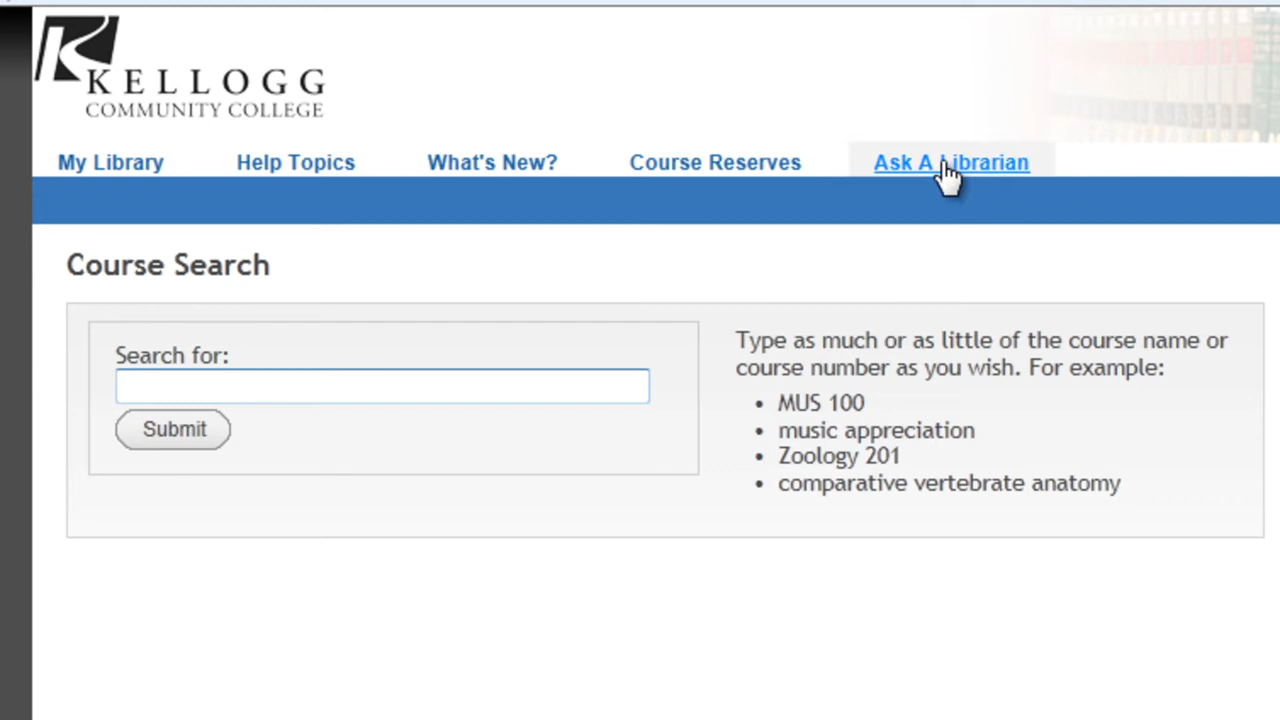 KELLOGG
COMMUNITY COLLEGE
My Library Help Topics What's New? Course Reserves Ask A Librarian
Course Search
Search for:
Submit
Type as much or as little of the course name or
course number as you wish. For example:
• MUS 100
• music appreciation
• Zoology 201
• comparative vertebrate anatomy